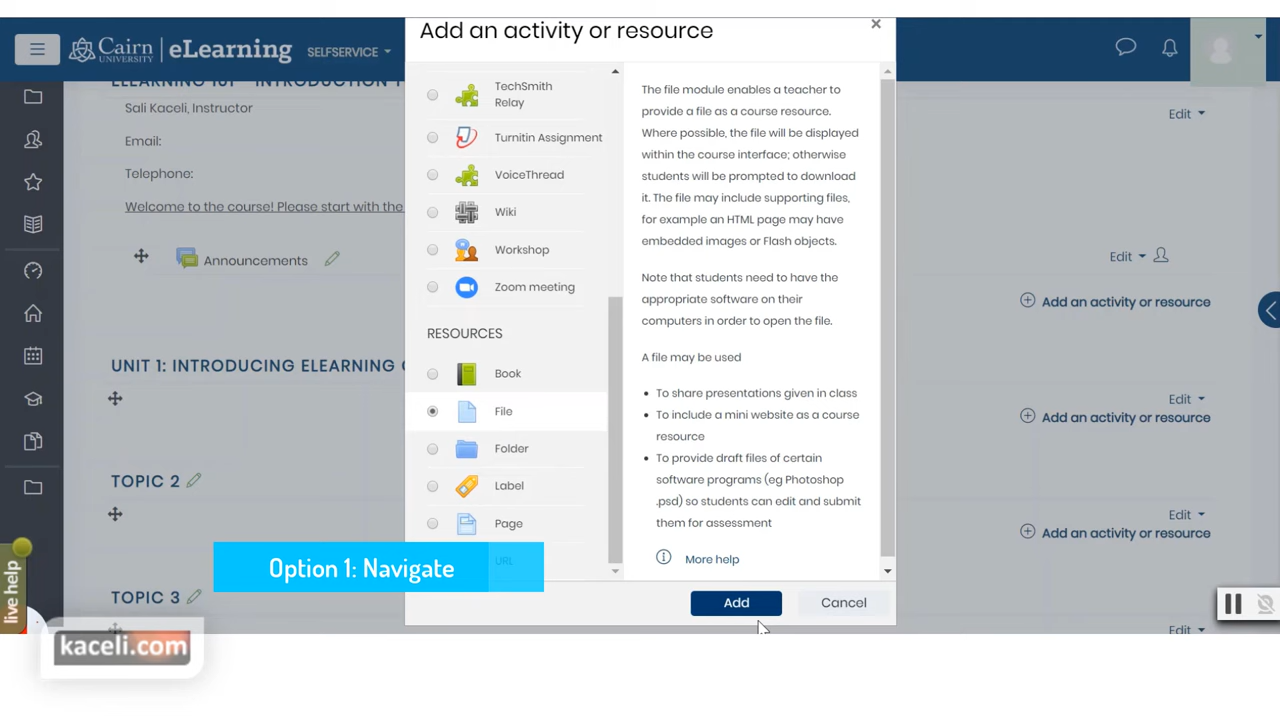 Add an activity or resource
×
Cairn
UNIVERSITY
eLearning
SELFSERVICE
Sali Kaceli, Instructor
Email:
Telephone:
Welcome to the course! Please start with the
Announcements
UNIT 1: INTRODUCING ELEARNING
TOPIC 2
TOPIC 3
TechSmith
Relay
Turnitin Assignment
VoiceThread
Wiki
Workshop
Zoom meeting
RESOURCES
Book
File
Folder
Label
Page
URL
The file module enables a teacher to
provide a file as a course resource.
Where possible, the file will be displayed
within the course interface; otherwise
students will be prompted to download
it. The file may include supporting files,
for example an HTML page may have
embedded images or Flash objects.
Note that students need to have the
appropriate software on their
computers in order to open the file.
A file may be used
• To share presentations given in class
• To include a mini website as a course
resource
• To provide draft files of certain
software programs (eg Photoshop
.psd) so students can edit and submit
them for assessment
More help
Add
Cancel
Edit
Edit
Add an activity or resource
Edit
Add an activity or resource
Edit
Add an activity or resource
Edit
Option 1: Navigate
live help
kaceli.com